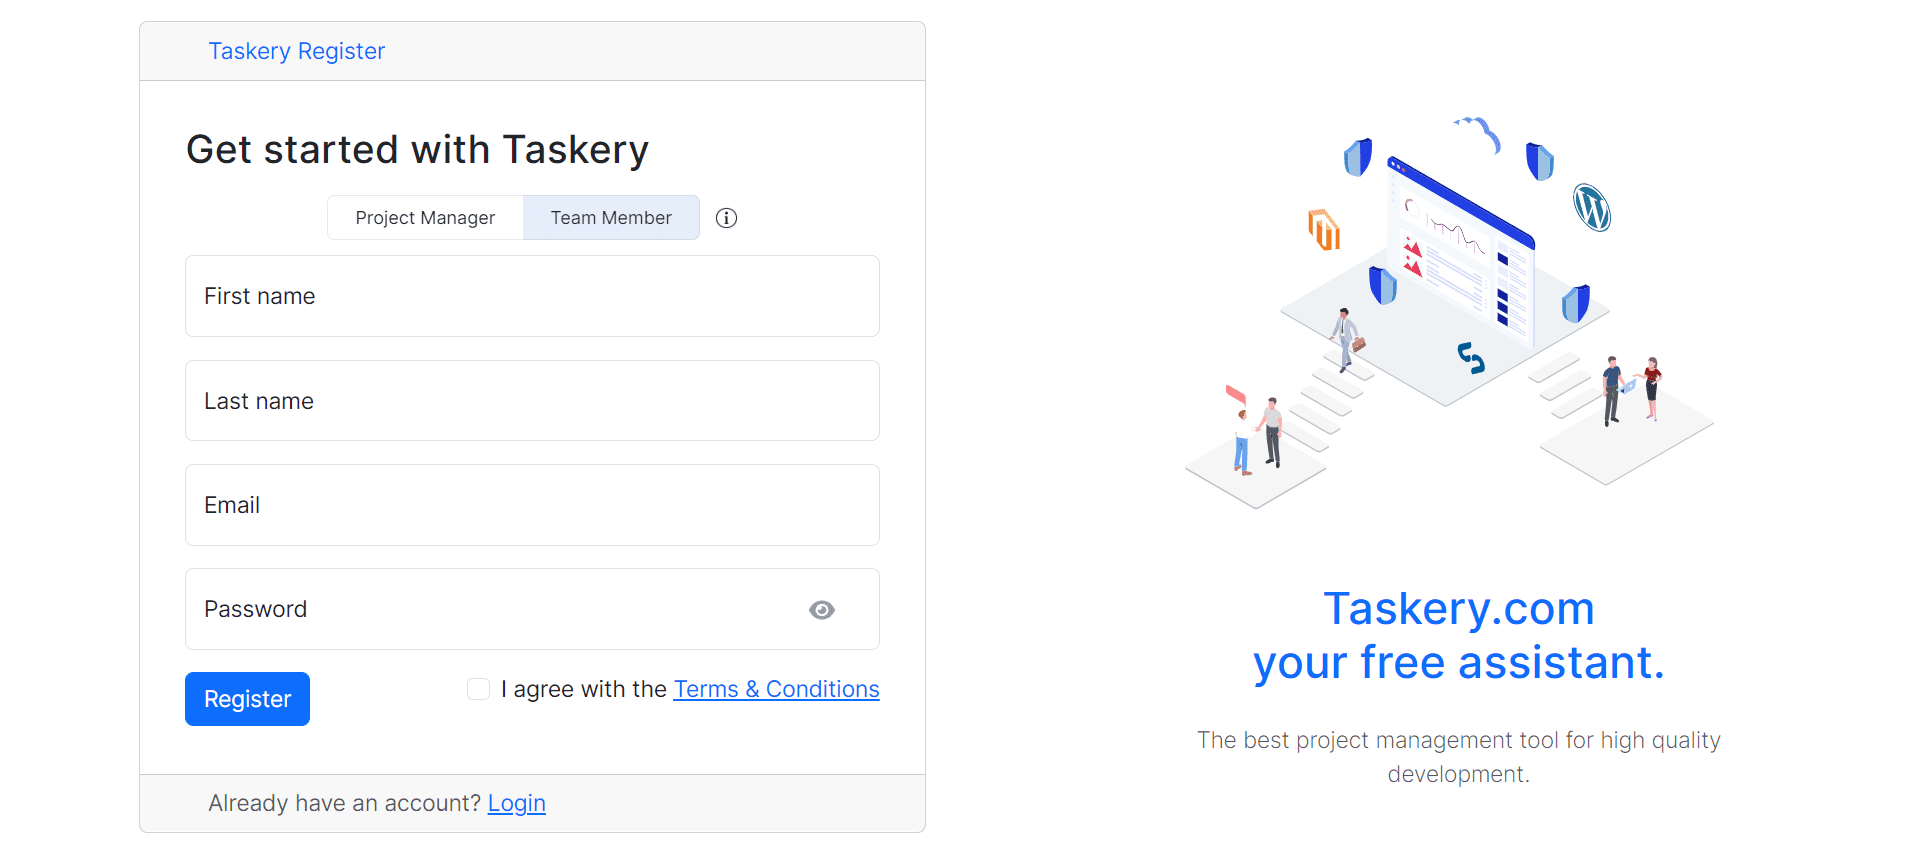 Taskery Register
Get started with Taskery
Project Manager
Team Member
First name
Last name
Email
Password
Register
I agree with the Terms & Conditions
Already have an account? Login
Taskery.com
your free assistant.
The best project management tool for high quality
development.